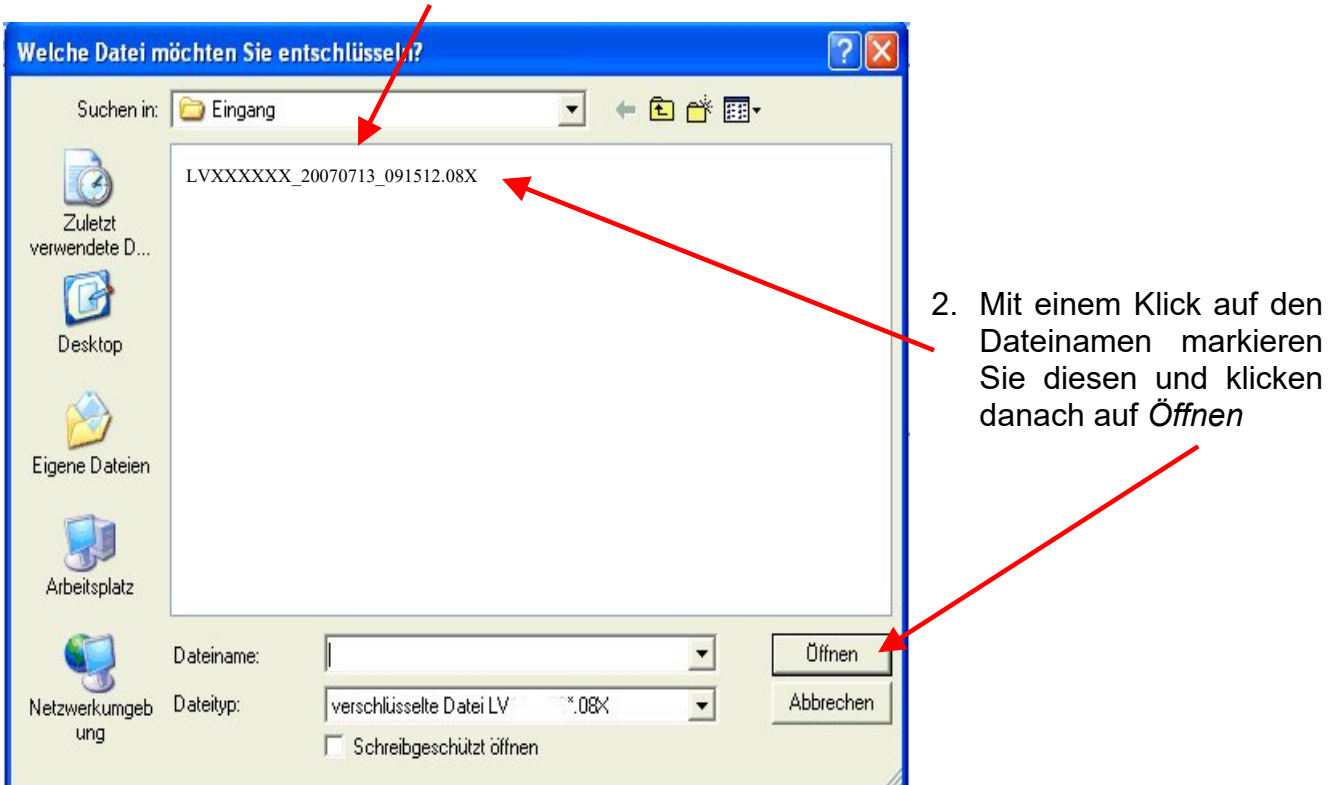 Welche Datei möchten Sie entschlüsseln?
Suchen in: Eingang
LVXXXXXX_20070713_091512.08X
Zuletzt
verwendete D...
Desktop
Eigene Dateien
Arbeitsplatz
Netzwerkumgeb
ung
Dateiname:
Öffnen
Dateityp: verschlüsselte Datei LV *.08X
Abbrechen
Schreibgeschützt öffnen
2. Mit einem Klick auf den
Dateinamen markieren
Sie diesen und klicken
danach auf Öffnen